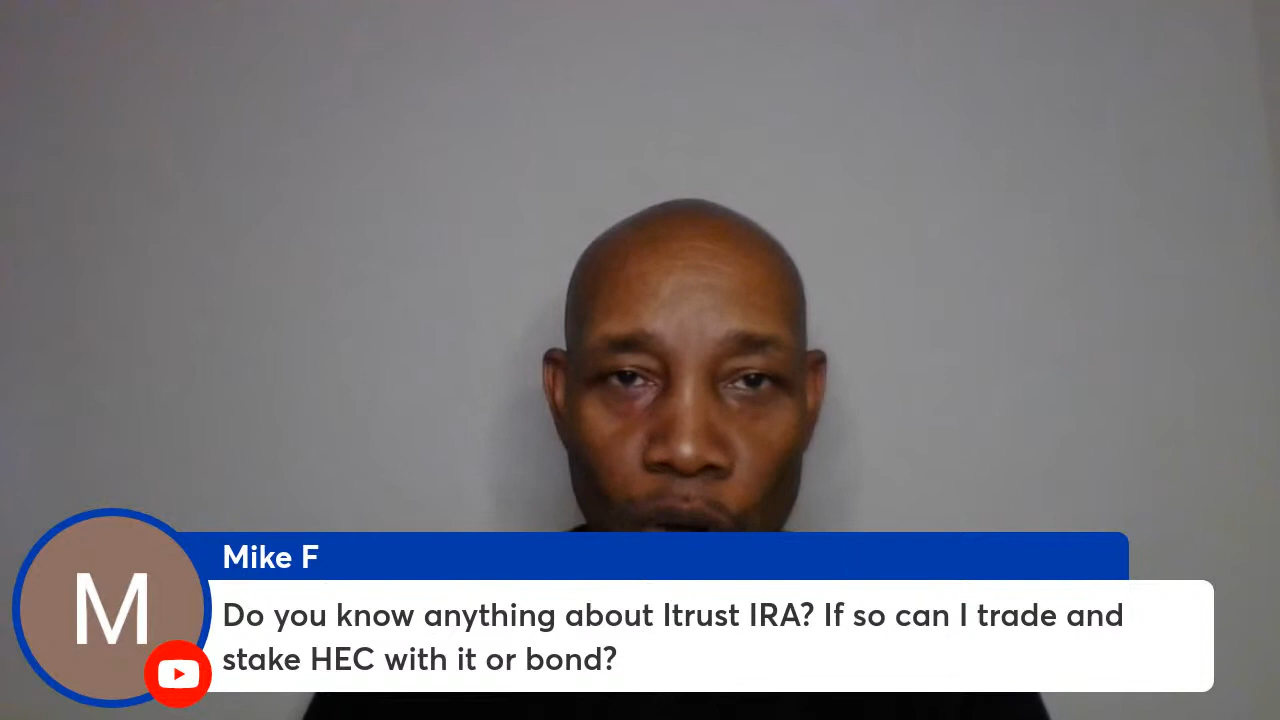 Mike F
Do you know anything about Itrust IRA? If so can I trade and
M
stake HEC with it or bond?